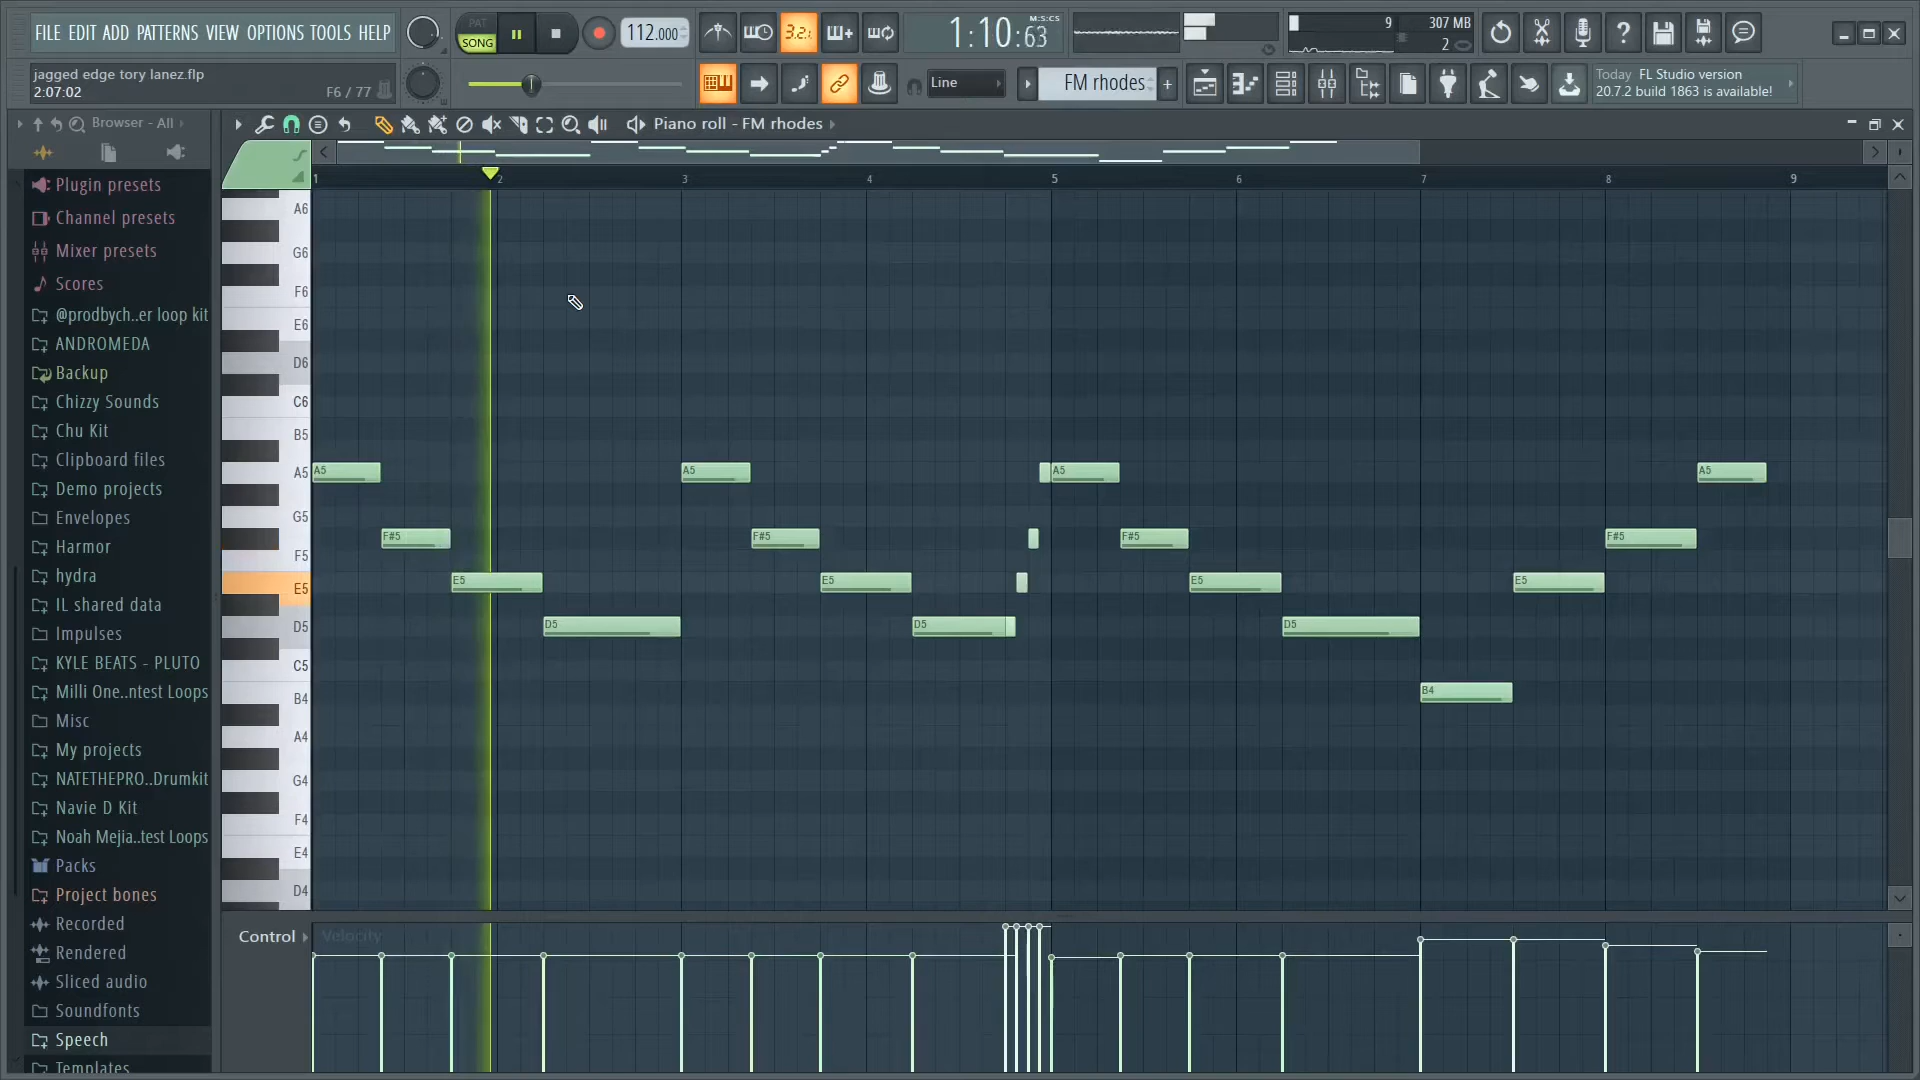 FILE EDIT ADD PATTERNS VIEW OPTIONS TOOLS HELP
PAT
SONG
112.000
3.2.
M:S:CS
1:10:63
9
307 MB
2
jagged edge tory lanez.flp
2:07:02
F6 / 77
Line
FM rhodes
Today FL Studio version
20.7.2 build 1863 is available!
Browser - All
Piano roll - FM rhodes
Plugin presets
Channel presets
Mixer presets
Scores
@prodbych..er loop kit
ANDROMEDA
Backup
Chizzy Sounds
Chu Kit
Clipboard files
Demo projects
Envelopes
Harmor
hydra
IL shared data
Impulses
KYLE BEATS - PLUTO
Milli One..ntest Loops
Misc
My projects
NATETHEPRO..Drumkit
Navie D Kit
Noah Mejia..test Loops
Packs
Project bones
Recorded
Rendered
Sliced audio
Soundfonts
Speech
Templates
1 2 3 4 5 6 7 8 9
A6
G6
F6
E6
D6
C6
B5
A5
G5
F5
E5
D5
C5
B4
A4
G4
F4
E4
D4
A5 A5 A5 A5
F#5 F#5 F#5 F#5
E5 E5 E5 E5
D5 D5 D5
B4
Control
Velocity